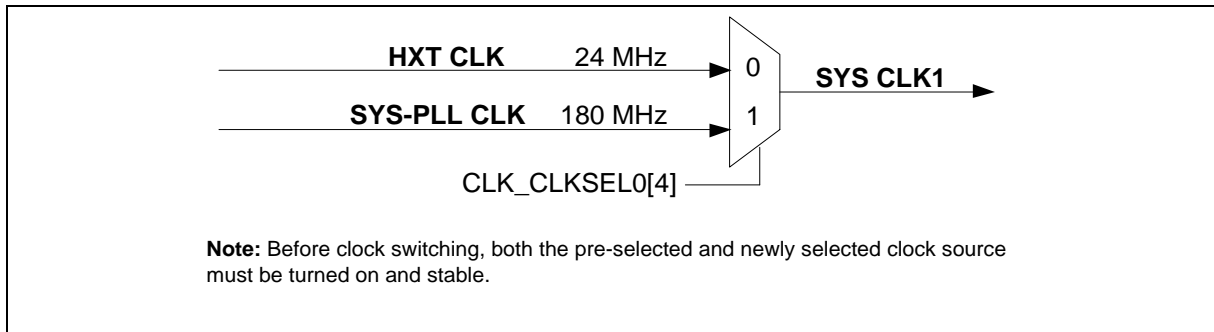 HXT CLK 24 MHz
0
SYS CLK1
SYS-PLL CLK 180 MHz
1
CLK_CLKSEL0[4]
Note: Before clock switching, both the pre-selected and newly selected clock source
must be turned on and stable.